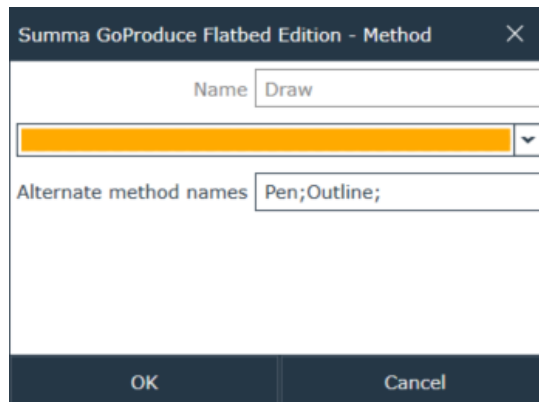 Summa GoProduce Flatbed Edition - Method
Name Draw
Alternate method names Pen;Outline;
OK Cancel